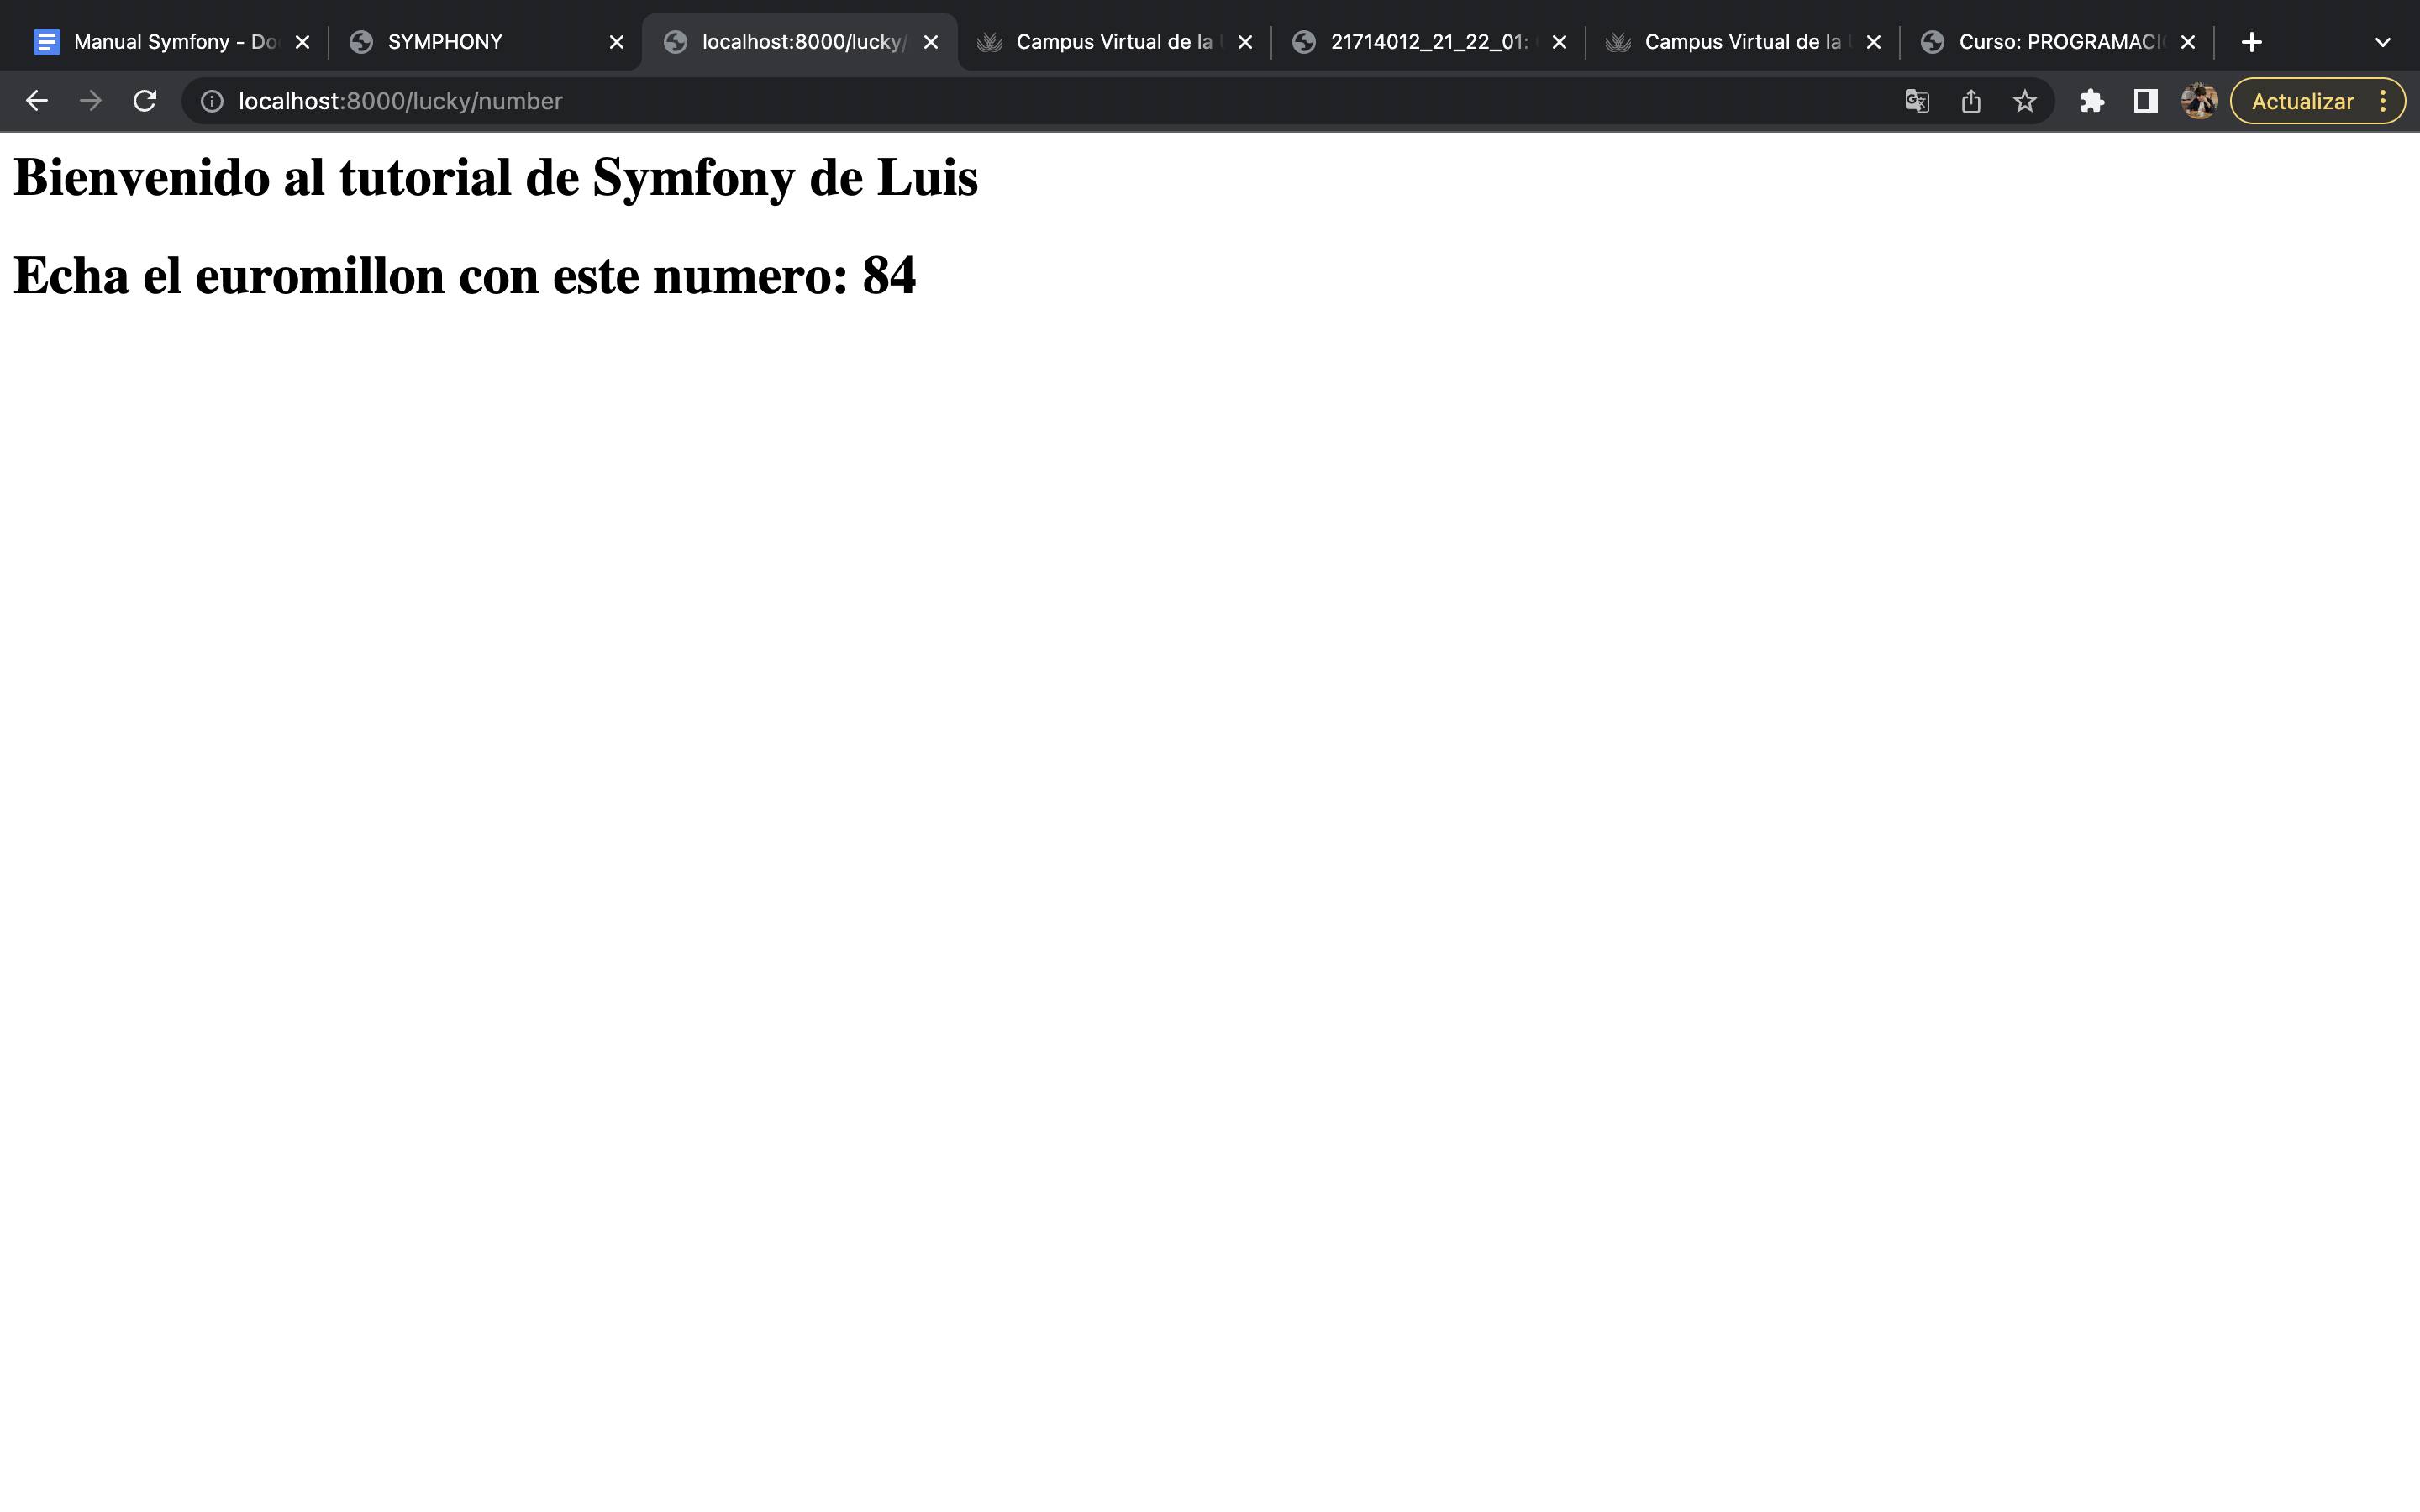 Manual Symfony - Do
SYMPHONY
localhost:8000/lucky/
Campus Virtual de la
21714012_21_22_01:
Campus Virtual de la
Curso: PROGRAMACI
localhost:8000/lucky/number
Actualizar
Bienvenido al tutorial de Symfony de Luis
Echa el euromillon con este numero: 84